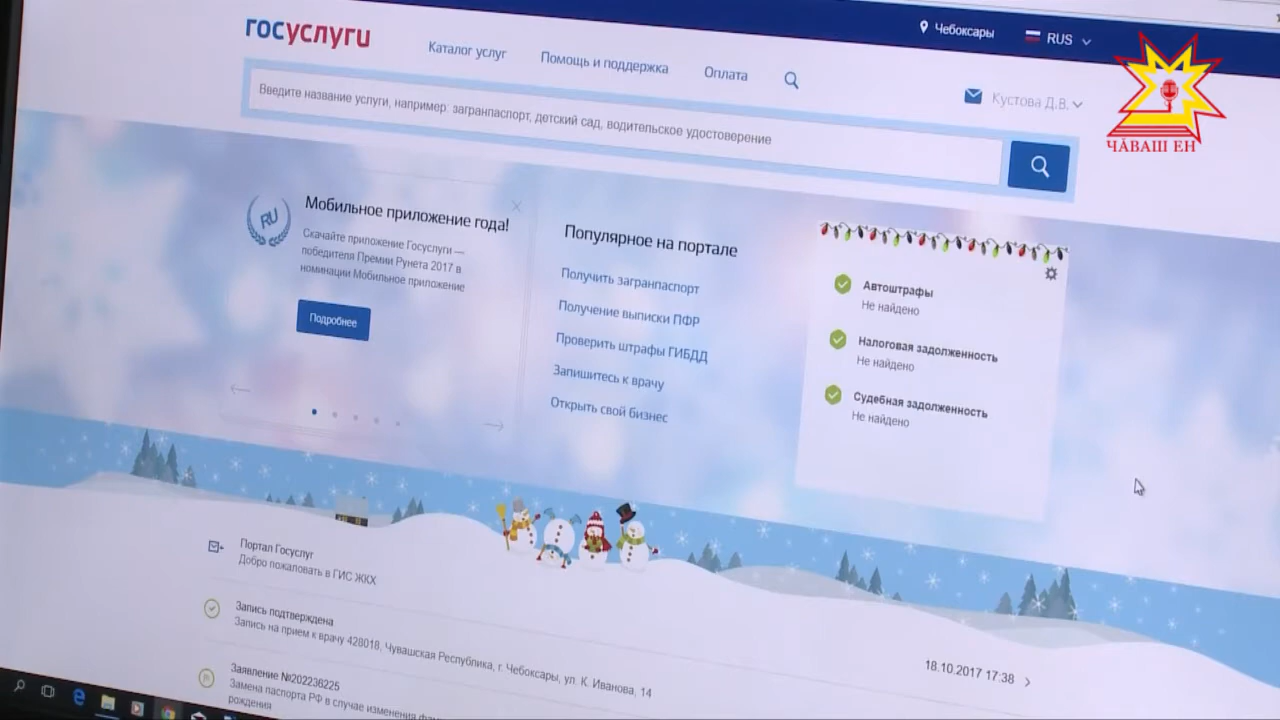 госуслуги
Каталог услуг
Помощь и поддержка
Оплата
Чебоксары
RUS
Кустова Д.В.
ЧӐВАШ ЕН
Введите название услуги, например: загранпаспорт, детский сад, водительское удостоверение
RU
Мобильное приложение года!
Скачайте приложение Госуслуги —
победителя Премии Рунета 2017 в
номинации Мобильное приложение
Подробнее
Популярное на портале
Получить загранпаспорт
Получение выписки ПФР
Проверить штрафы ГИБДД
Запишитесь к врачу
Открыть свой бизнес
Автоштрафы
Не найдено
Налоговая задолженность
Не найдено
Судебная задолженность
Не найдено
Портал Госуслуг
Добро пожаловать в ГИС ЖКХ
Запись подтверждена
Запись на прием к врачу 428018, Чувашская Республика, г. Чебоксары, ул. К. Иванова, 14
18.10.2017 17:38
Заявление №202236225
Замена паспорта РФ в случае изменения
рождения